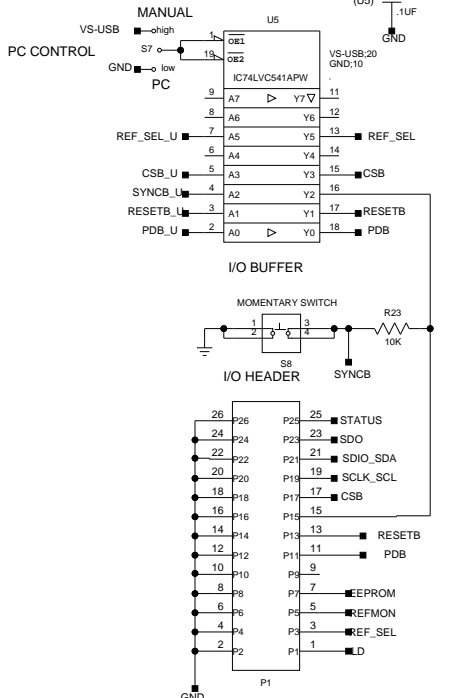 (U5)
.1UF
GND
MANUAL
VS-USB high
PC CONTROL
S7
GND low
PC
U5
1 OE1
19 OE2
IC74LVC541APW
VS-USB;20
GND;10
.
9 A7 Y7 11
8 A6 Y6 12
REF_SEL_U 7 A5 Y5 13 REF_SEL
6 A4 Y4 14
CSB_U 5 A3 Y3 15 CSB
SYNCB_U 4 A2 Y2 16
RESETB_U 3 A1 Y1 17 RESETB
PDB_U 2 A0 Y0 18 PDB
I/O BUFFER
MOMENTARY SWITCH
1 3
2 4
S8
R23
10K
SYNCB
I/O HEADER
26 P26 P25 25 STATUS
24 P24 P23 23 SDO
22 P22 P21 21 SDIO_SDA
20 P20 P19 19 SCLK_SCL
18 P18 P17 17 CSB
16 P16 P15 15
14 P14 P13 13 RESETB
12 P12 P11 11 PDB
10 P10 P9 9
8 P8 P7 7 EEPROM
6 P6 P5 5 REFMON
4 P4 P3 3 REF_SEL
2 P2 P1 1 LD
P1
GND